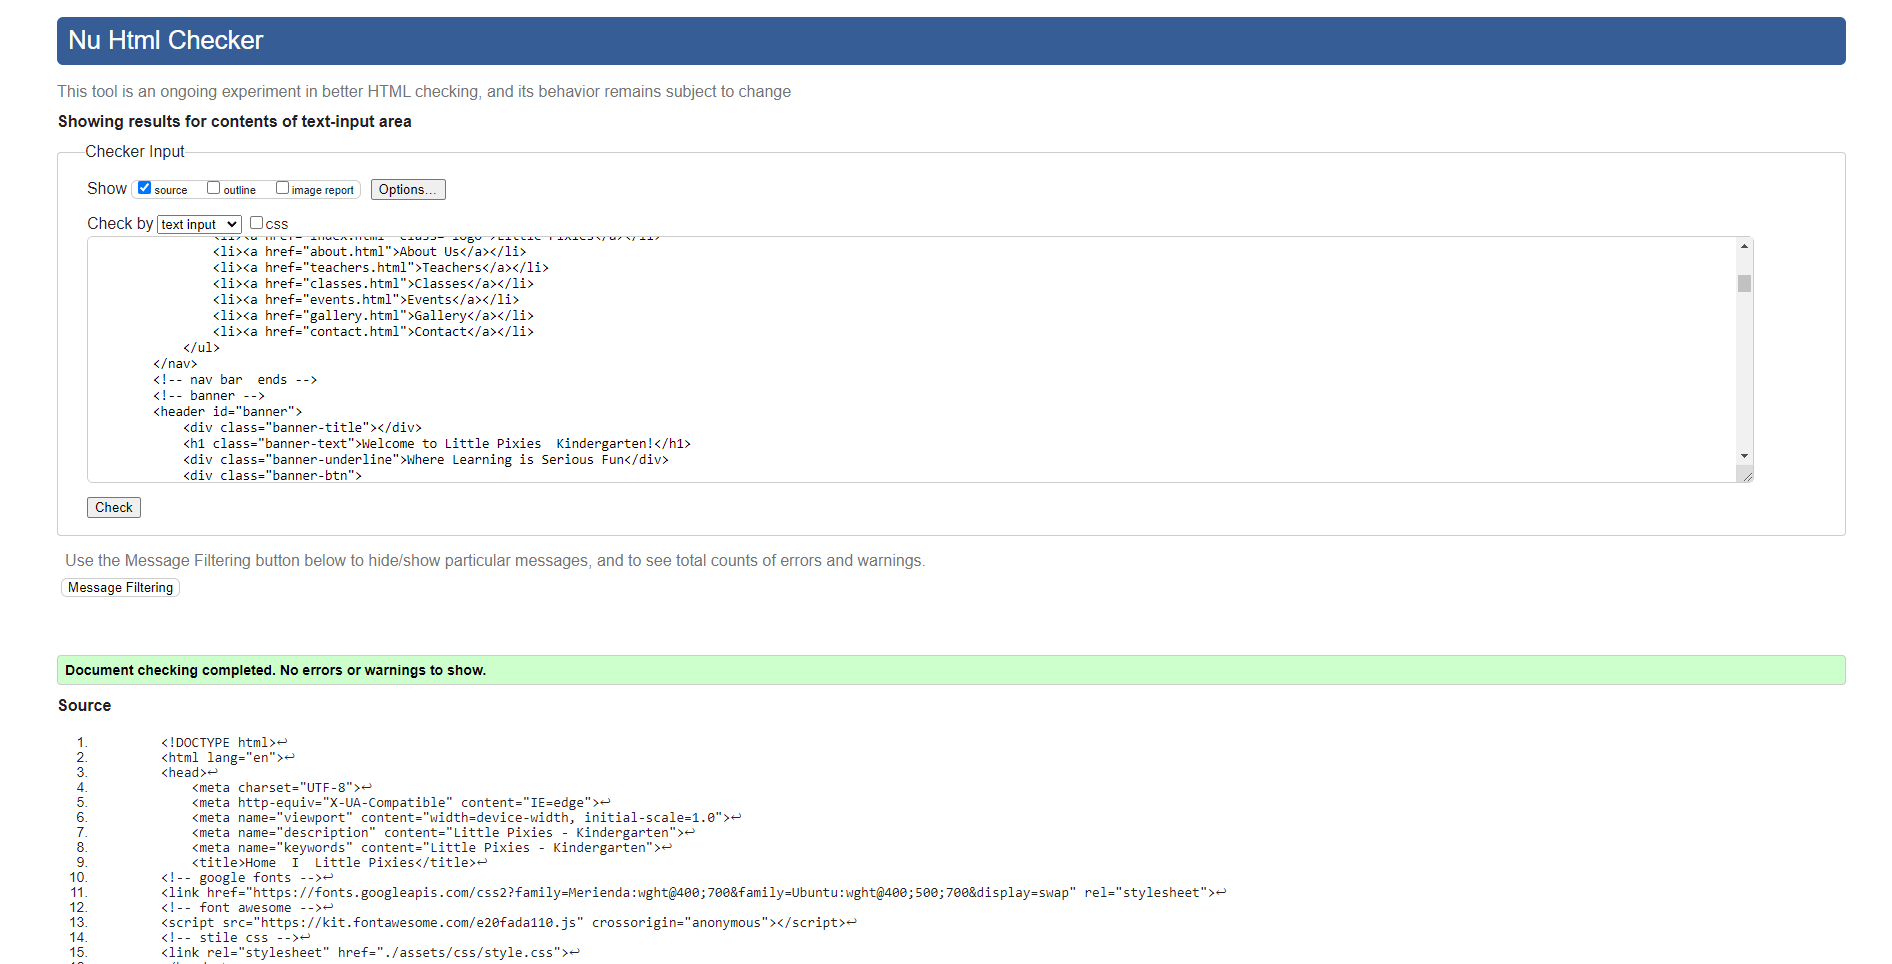 Nu Html Checker
This tool is an ongoing experiment in better HTML checking, and its behavior remains subject to change
Showing results for contents of text-input area
Checker Input
Show source outline image report Options...
Check by text input css
<li><a href="index.html" class="logo">Little Pixies</a></li>
<li><a href="about.html">About Us</a></li>
<li><a href="teachers.html">Teachers</a></li>
<li><a href="classes.html">Classes</a></li>
<li><a href="events.html">Events</a></li>
<li><a href="gallery.html">Gallery</a></li>
<li><a href="contact.html">Contact</a></li>
</ul>
</nav>
<!-- nav bar  ends -->
<!-- banner -->
<header id="banner">
<div class="banner-title"></div>
<h1 class="banner-text">Welcome to Little Pixies  Kindergarten!</h1>
<div class="banner-underline">Where Learning is Serious Fun</div>
<div class="banner-btn">
Check
Use the Message Filtering button below to hide/show particular messages, and to see total counts of errors and warnings.
Message Filtering
Document checking completed. No errors or warnings to show.
Source
1. <!DOCTYPE html>↩
2. <html lang="en">↩
3. <head>↩
4. <meta charset="UTF-8">↩
5. <meta http-equiv="X-UA-Compatible" content="IE=edge">↩
6. <meta name="viewport" content="width=device-width, initial-scale=1.0">↩
7. <meta name="description" content="Little Pixies - Kindergarten">↩
8. <meta name="keywords" content="Little Pixies - Kindergarten">↩
9. <title>Home  I  Little Pixies</title>↩
10. <!-- google fonts -->↩
11. <link href="https://fonts.googleapis.com/css2?family=Merienda:wght@400;700&family=Ubuntu:wght@400;500;700&display=swap" rel="stylesheet">↩
12. <!-- font awesome -->↩
13. <script src="https://kit.fontawesome.com/e20fada110.js" crossorigin="anonymous"></script>↩
14. <!-- stile css -->↩
15. <link rel="stylesheet" href="./assets/css/style.css">↩